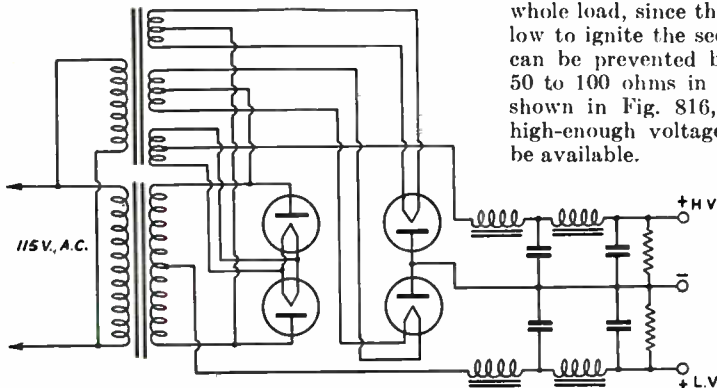 whole load, since th
low to ignite the sec
can be prevented b
50 to 100 ohms in
shown in Fig. 816,
high-enough voltage
be available.
115 V., A.C.
+ H.V
−
+ L.V